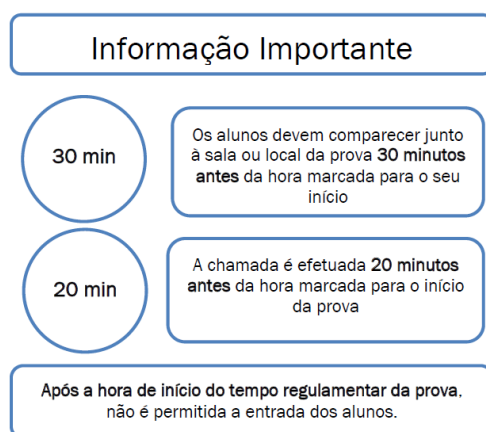 Informação Importante
30 min
Os alunos devem comparecer junto
à sala ou local da prova 30 minutos
antes da hora marcada para o seu
início
20 min
A chamada é efetuada 20 minutos
antes da hora marcada para o início
da prova
Após a hora de início do tempo regulamentar da prova,
não é permitida a entrada dos alunos.